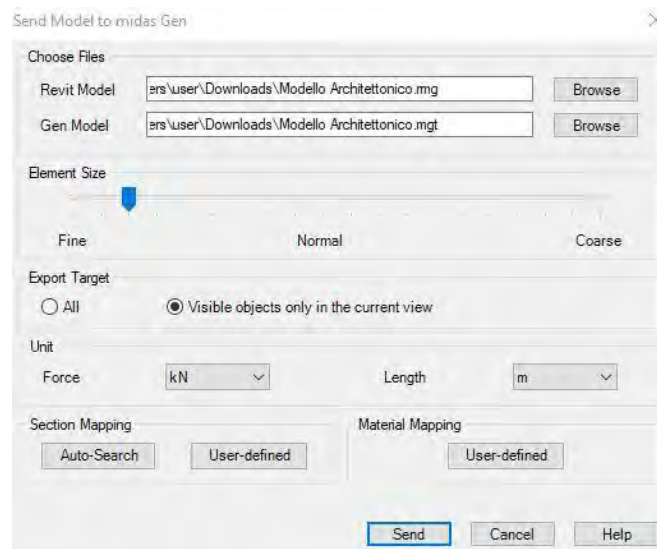 Send Model to midas Gen
Choose Files
Revit Model ers\user\Downloads\Modello Architettonico.rmg Browse
Gen Model ers\user\Downloads\Modello Architettonico.mgt Browse
Element Size
Fine Normal Coarse
Export Target
All Visible objects only in the current view
Unit
Force kN Length m
Section Mapping Material Mapping
Auto-Search User-defined User-defined
Send Cancel Help